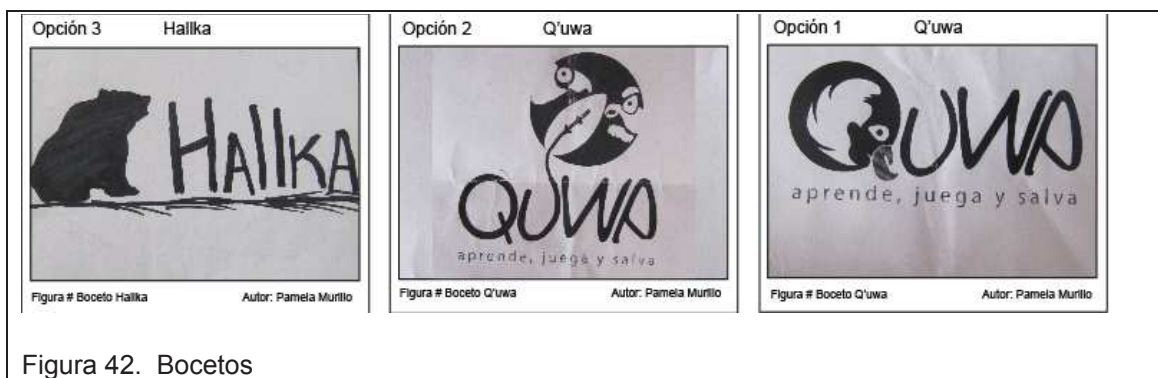 Opción 3 Hallka
HAllKA
Figura # Boceto Hallka Autor: Pamela Murillo
Opción 2 Q'uwa
QUWA
aprende, juega y salva
Figura # Boceto Q'uwa Autor: Pamela Murillo
Opción 1 Q'uwa
QUWA
aprende, juega y salva
Figura # Boceto Q'uwa Autor: Pamela Murillo
Figura 42. Bocetos